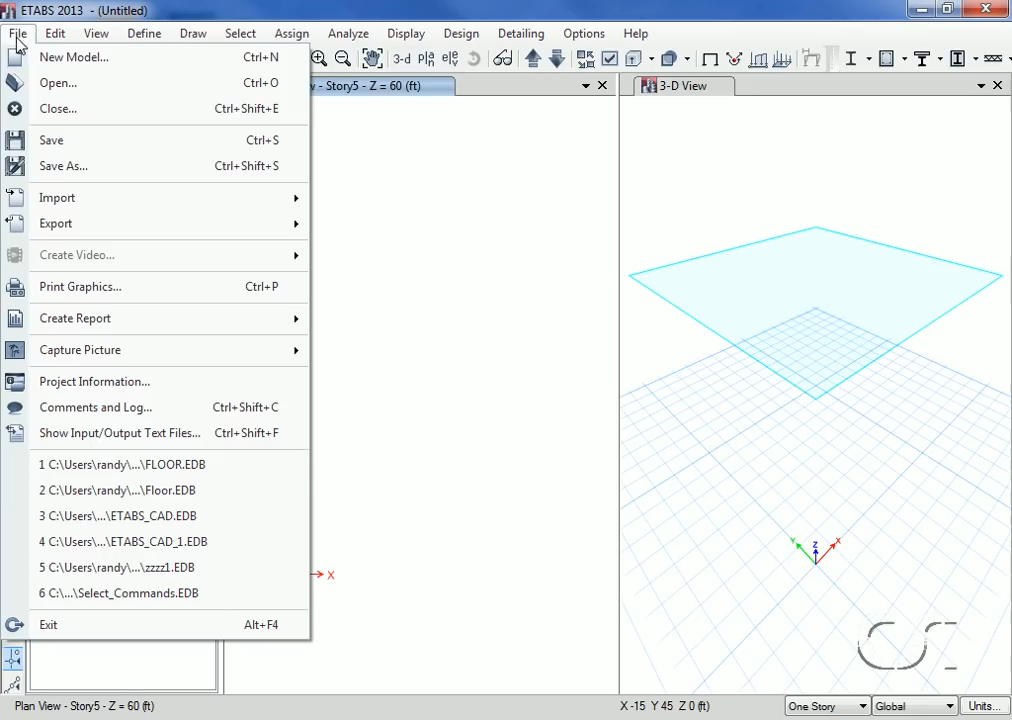 ETABS 2013 - (Untitled)
File Edit View Define Draw Select Assign Analyze Display Design Detailing Options Help
3-d plà elé
New Model... Ctrl+N
Open... Ctrl+O
Close... Ctrl+Shift+E
Save Ctrl+S
Save As... Ctrl+Shift+S
Import
Export
Create Video...
Print Graphics... Ctrl+P
Create Report
Capture Picture
Project Information...
Comments and Log... Ctrl+Shift+C
Show Input/Output Text Files... Ctrl+Shift+F
1 C:\Users\randy\...\FLOOR.EDB
2 C:\Users\randy\...\Floor.EDB
3 C:\Users\...\ETABS_CAD.EDB
4 C:\Users\...\ETABS_CAD_1.EDB
5 C:\Users\randy\...\zzzz1.EDB
6 C:\...\Select_Commands.EDB
Exit Alt+F4
- Story5 - Z = 60 (ft)
X
3-D View
Y Z X
CSI
Plan View - Story5 - Z = 60 (ft)
X -15 Y 45 Z 0 (ft)
One Story
Global
Units...